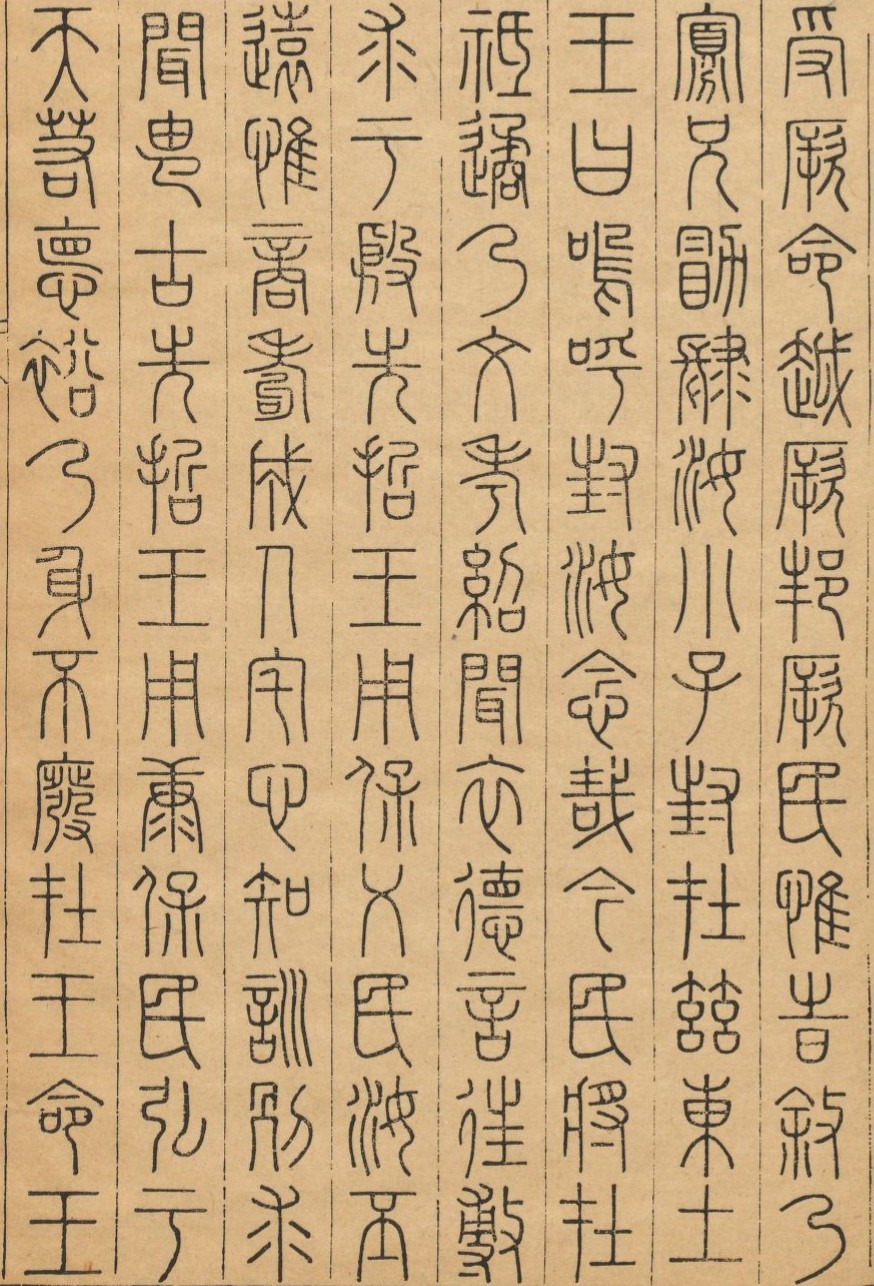 受厥命越厥邦厥民惟時敘乃
寡兄勖肆汝小子封在茲東土
王曰嗚呼封汝念哉今民將在
祗遹乃文考紹聞衣德言往敷
求于殷先哲王用保乂民汝丕
遠惟商耇成人宅心知訓別求
聞由古先哲王用康保民弘于
天若德裕乃身不廢在王命王